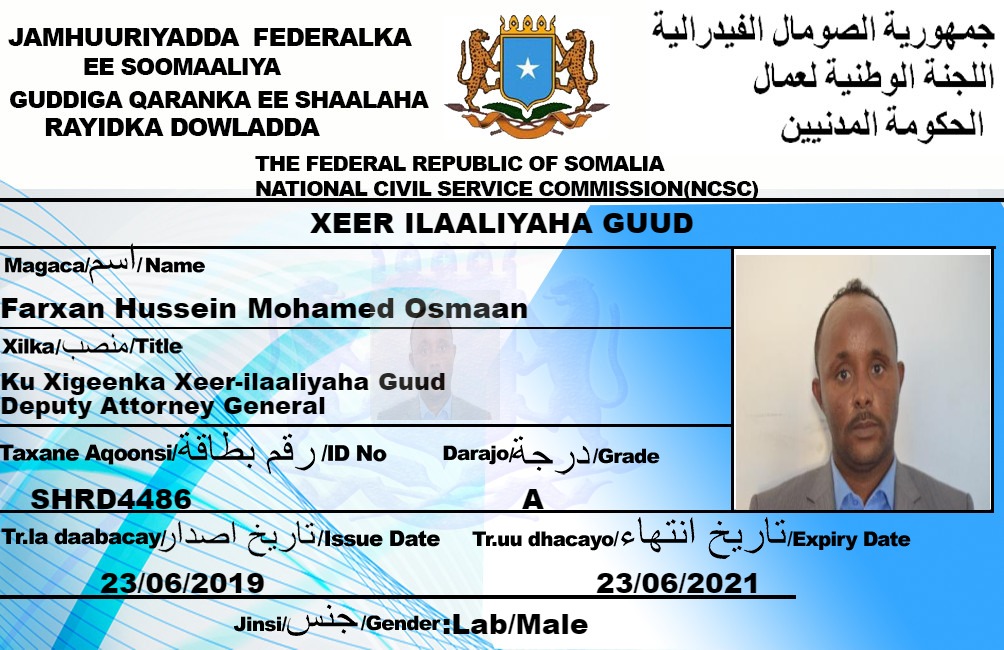 JAMHUURIYADDA FEDERALKA
EE SOOMAALIYA
GUDDIGA QARANKA EE SHAALAHA
RAYIDKA DOWLADDA
جمهورية الصومال الفيدرالية
اللجنة الوطنية لعمال
الحكومة المدنيين
THE FEDERAL REPUBLIC OF SOMALIA
NATIONAL CIVIL SERVICE COMMISSION(NCSC)
XEER ILAALIYAHA GUUD
Magaca/اسم/Name
Farxan Hussein Mohamed Osmaan
Xilka/منصب/Title
Ku Xigeenka Xeer-ilaaliyaha Guud
Deputy Attorney General
Taxane Aqoonsi/رقم بطاقة/ID No Darajo/درجة/Grade
SHRD4486 A
Tr.la daabacay/تاريخ اصدار/Issue Date Tr.uu dhacayo/تاريخ انتهاء/Expiry Date
23/06/2019 23/06/2021
Jinsi/جنس/Gender:Lab/Male